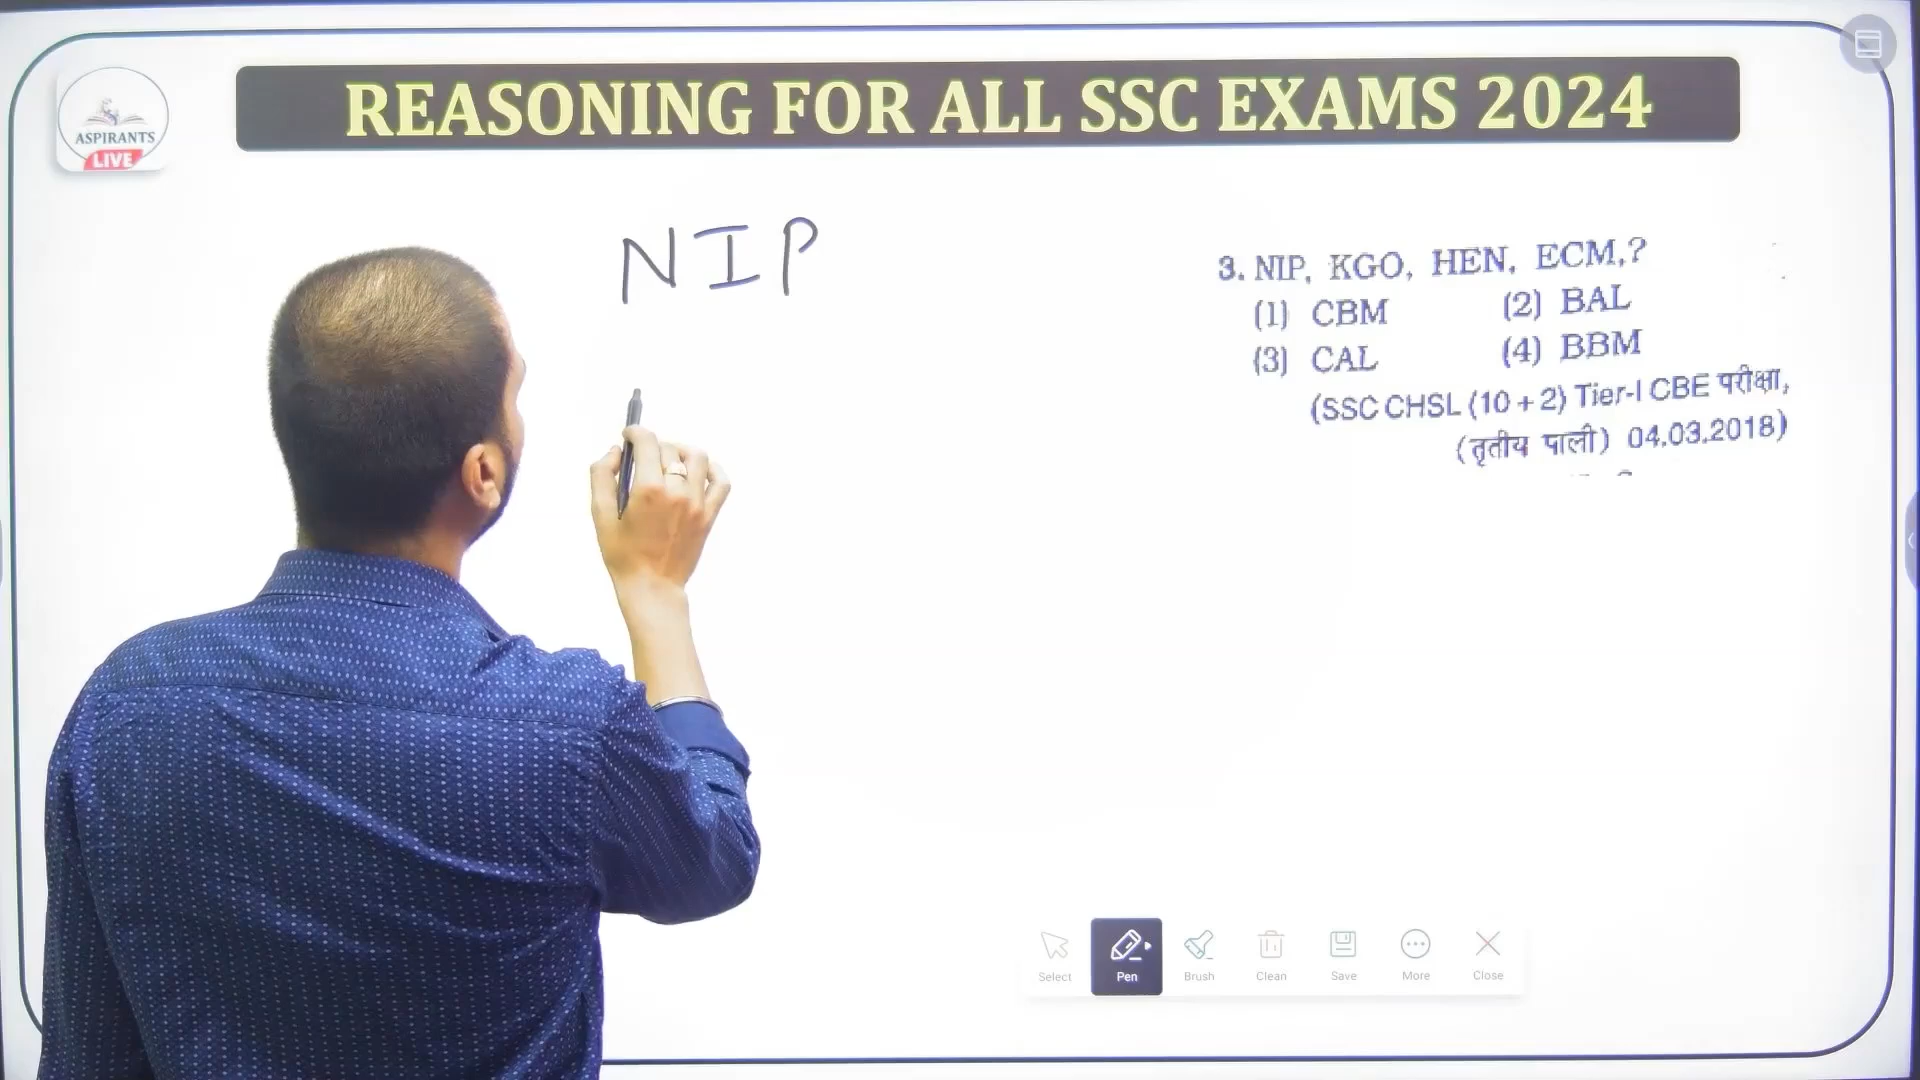 REASONING FOR ALL SSC EXAMS 2024
ASPIRANTS
LIVE
NIP
3. NIP, KGO, HEN, ECM,?
(1) CBM (2) BAL
(3) CAL (4) BBM
(SSC CHSL (10 + 2) Tier-I CBE परीक्षा,
(तृतीय पाली) 04.03.2018)
Select Pen Brush Clean Save More Close